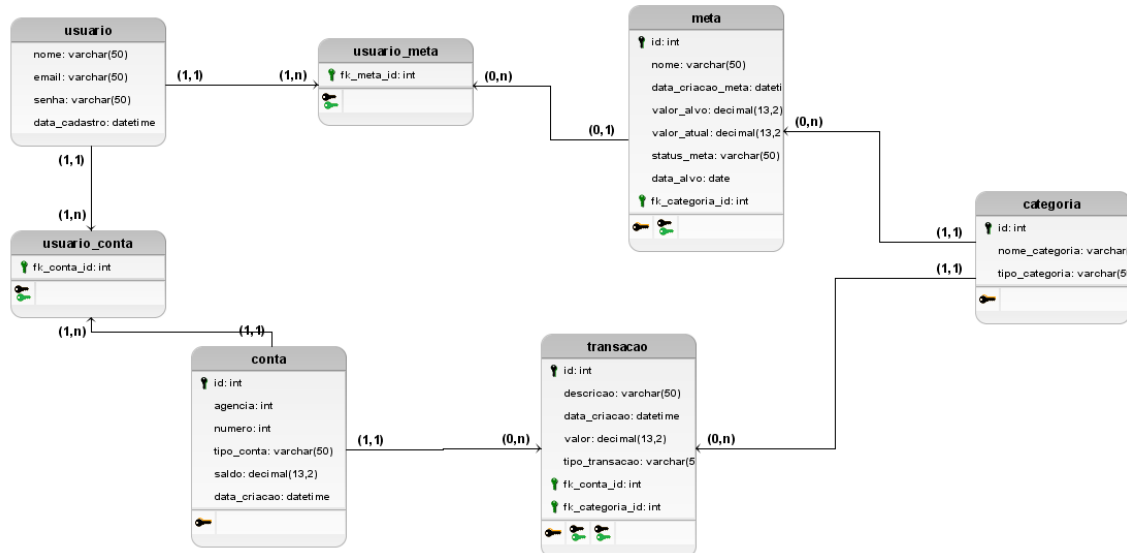 usuario
nome: varchar(50)
email: varchar(50)
senha: varchar(50)
data_cadastro: datetime
(1,1)
(1,n)
usuario_meta
fk_meta_id: int
(0,n)
(0,1)
meta
id: int
nome: varchar(50)
data_criacao_meta: dateti
valor_alvo: decimal(13,2)
valor_atual: decimal(13,2
status_meta: varchar(50)
data_alvo: date
fk_categoria_id: int
(0,n)
(1,1)
categoria
id: int
nome_categoria: varchar(
tipo_categoria: varchar(5
(1,1)
(1,1)
(1,n)
usuario_conta
fk_conta_id: int
(1,n)
(1,1)
conta
id: int
agencia: int
numero: int
tipo_conta: varchar(50)
saldo: decimal(13,2)
data_criacao: datetime
(1,1)
(0,n)
transacao
id: int
descricao: varchar(50)
data_criacao: datetime
valor: decimal(13,2)
tipo_transacao: varchar(5
fk_conta_id: int
fk_categoria_id: int
(0,n)